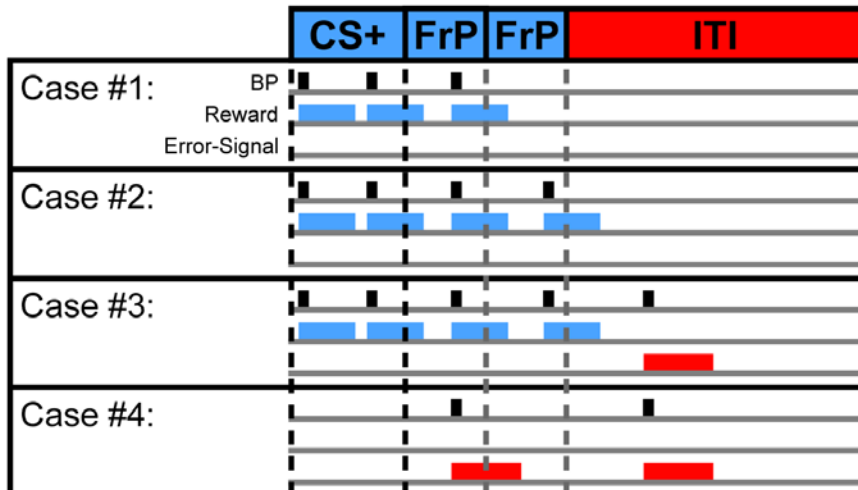 CS+ FrP FrP ITI
Case #1: BP
Reward
Error-Signal
Case #2:
Case #3:
Case #4: